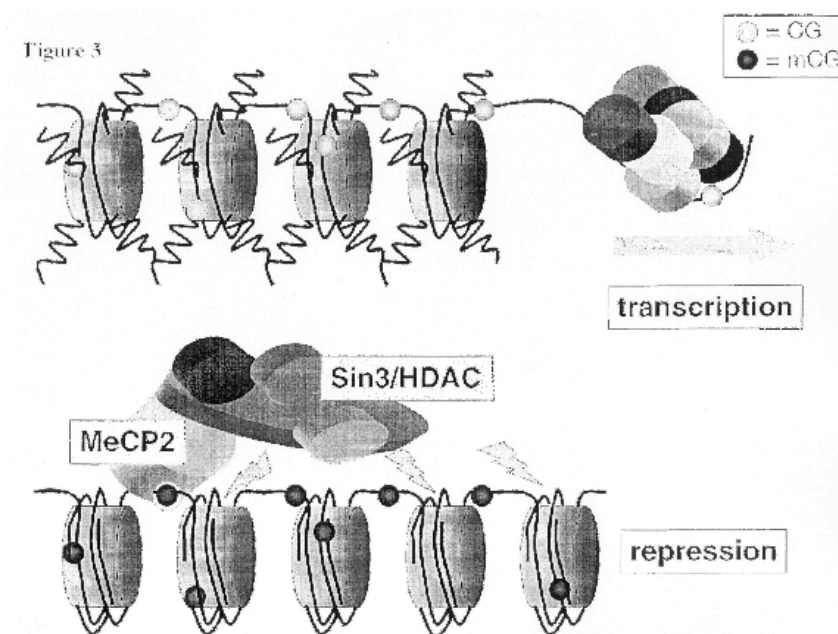 Figure 3
= CG
= mCG
transcription
Sin3/HDAC
MeCP2
repression